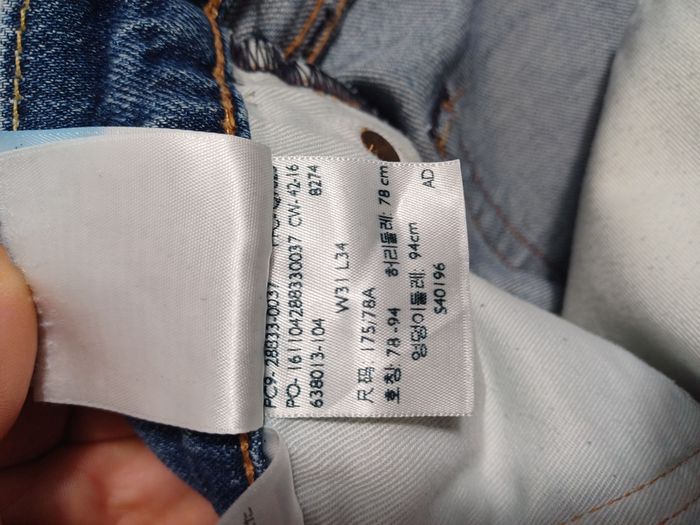 PC9- 28833-0037
PO- 161104288330037 CW- 42-16
638013-104 8274
W31 L34
尺码: 175/78A
호칭: 78 -94 허리둘레: 78 cm
엉덩이둘레: 94cm
S40196 AD